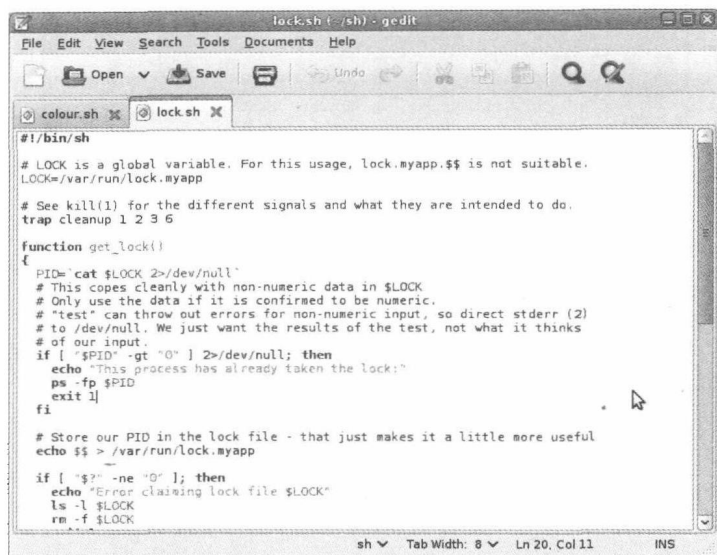 lock.sh (~/sh) - gedit
File Edit View Search Tools Documents Help
Open Save Undo
colour.sh lock.sh
#!/bin/sh
# LOCK is a global variable. For this usage, lock.myapp.$$ is not suitable.
LOCK=/var/run/lock.myapp
# See kill(1) for the different signals and what they are intended to do.
trap cleanup 1 2 3 6
function get_lock()
{
PID=`cat $LOCK 2>/dev/null`
# This copes cleanly with non-numeric data in $LOCK
# Only use the data if it is confirmed to be numeric.
# "test" can throw out errors for non-numeric input, so direct stderr (2)
# to /dev/null. We just want the results of the test, not what it thinks
# of our input.
if [ "$PID" -gt "0" ] 2>/dev/null; then
echo "This process has already taken the lock:"
ps -fp $PID
exit 1
fi
# Store our PID in the lock file - that just makes it a little more useful
echo $$ > /var/run/lock.myapp
if [ "$?" -ne "0" ]; then
echo "Error claiming lock file $LOCK"
ls -l $LOCK
rm -f $LOCK
sh Tab Width: 8 Ln 20, Col 11 INS